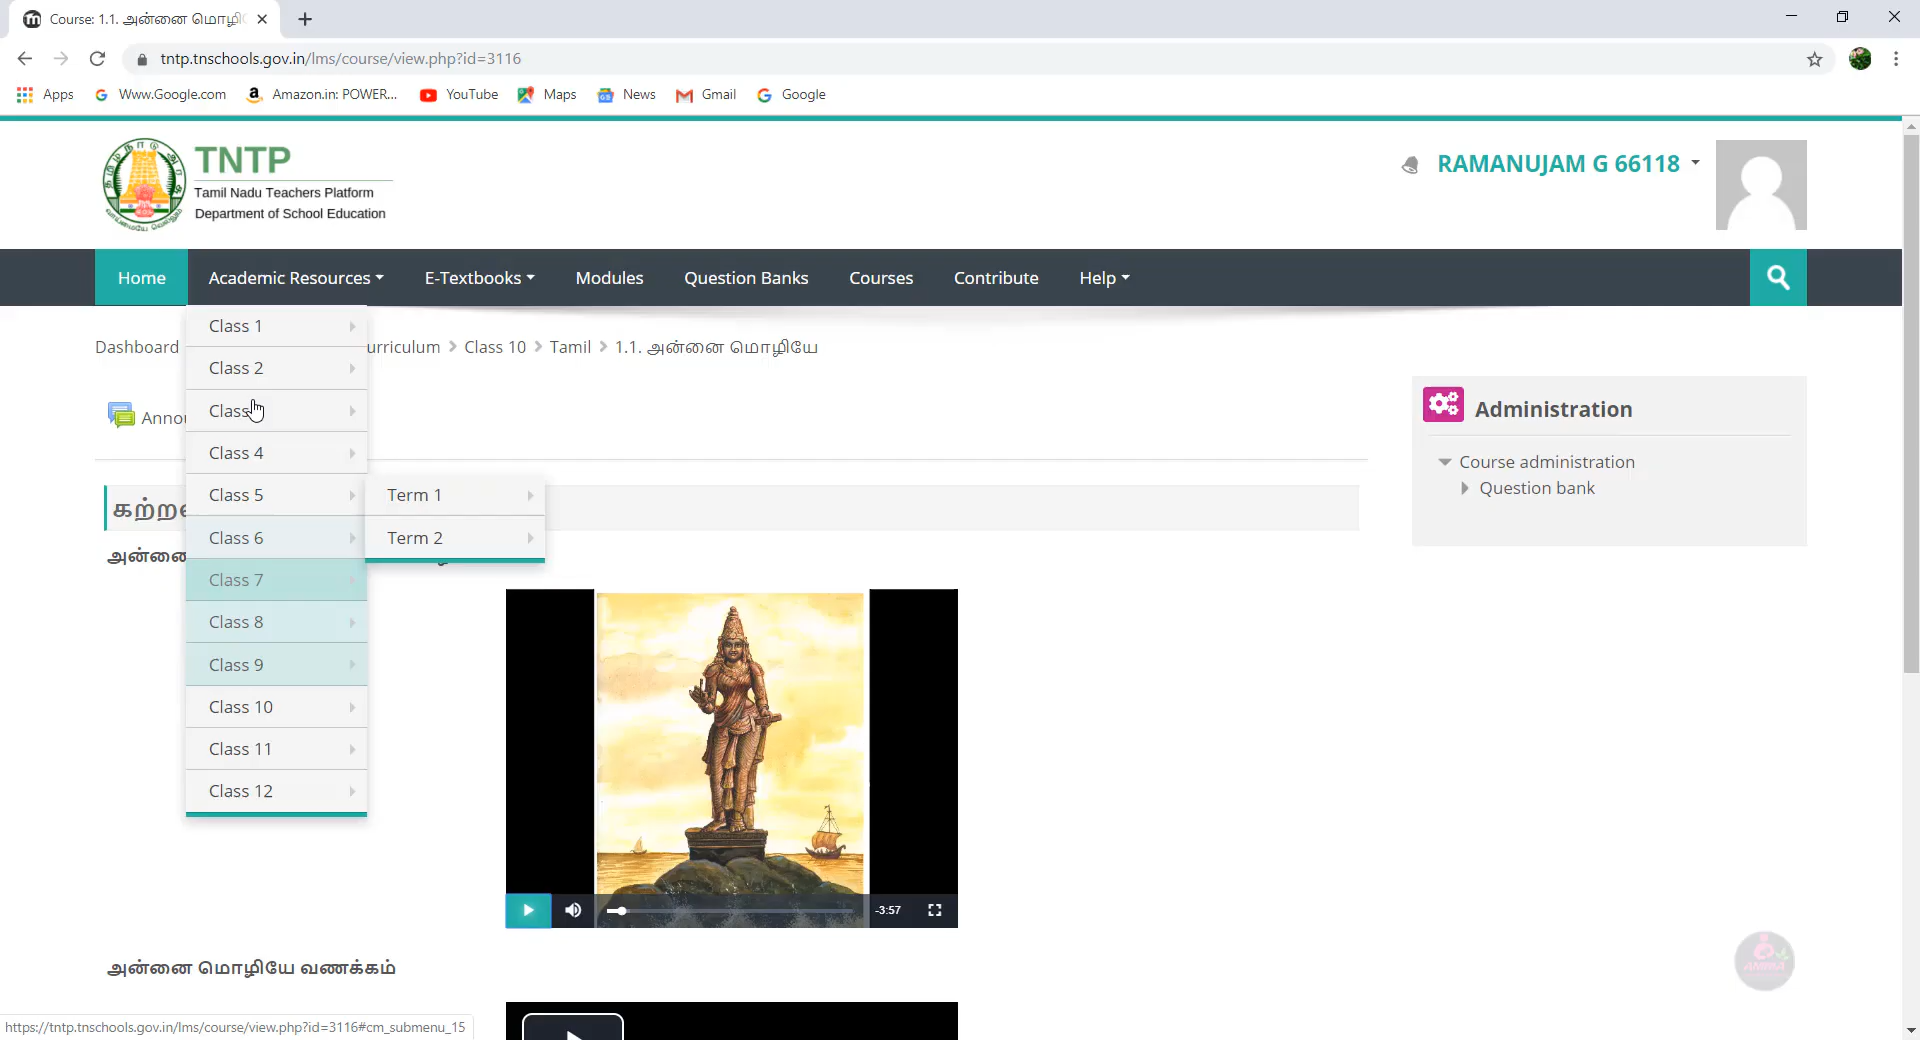 Course: 1.1. அன்னை மொழி
tntp.tnschools.gov.in/lms/course/view.php?id=3116
Apps
Www.Google.com
Amazon.in: POWER...
YouTube
Maps
News
Gmail
Google
TNTP
Tamil Nadu Teachers Platform
Department of School Education
RAMANUJAM G 66118
Home
Academic Resources
E-Textbooks
Modules
Question Banks
Courses
Contribute
Help
Dashboard
urriculum
Class 10
Tamil
1.1. அன்னை மொழியே
Class 1
Class 2
Class
Class 4
Class 5
Class 6
Class 7
Class 8
Class 9
Class 10
Class 11
Class 12
Term 1
Term 2
Annou
கற்ற
அன்னை
Administration
Course administration
Question bank
-3:57
அன்னை மொழியே வணக்கம்
https://tntp.tnschools.gov.in/lms/course/view.php?id=3116#cm_submenu_15